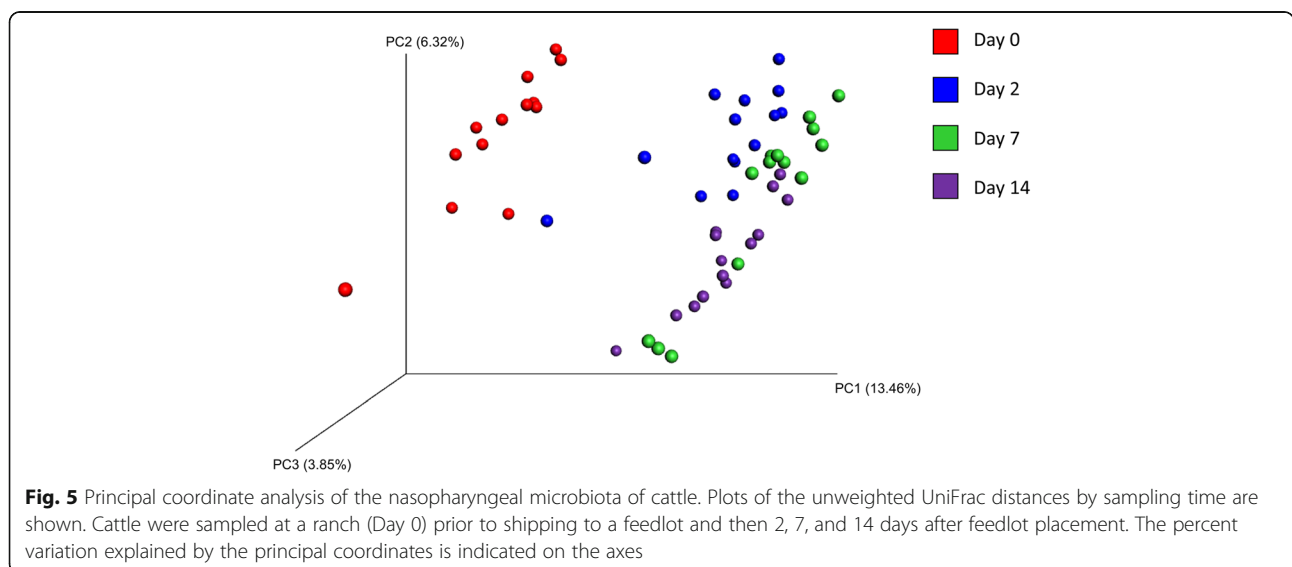 PC2 (6.32%)
Day 0
Day 2
Day 7
Day 14
PC1 (13.46%)
PC3 (3.85%)
Fig. 5 Principal coordinate analysis of the nasopharyngeal microbiota of cattle. Plots of the unweighted UniFrac distances by sampling time are
shown. Cattle were sampled at a ranch (Day 0) prior to shipping to a feedlot and then 2, 7, and 14 days after feedlot placement. The percent
variation explained by the principal coordinates is indicated on the axes